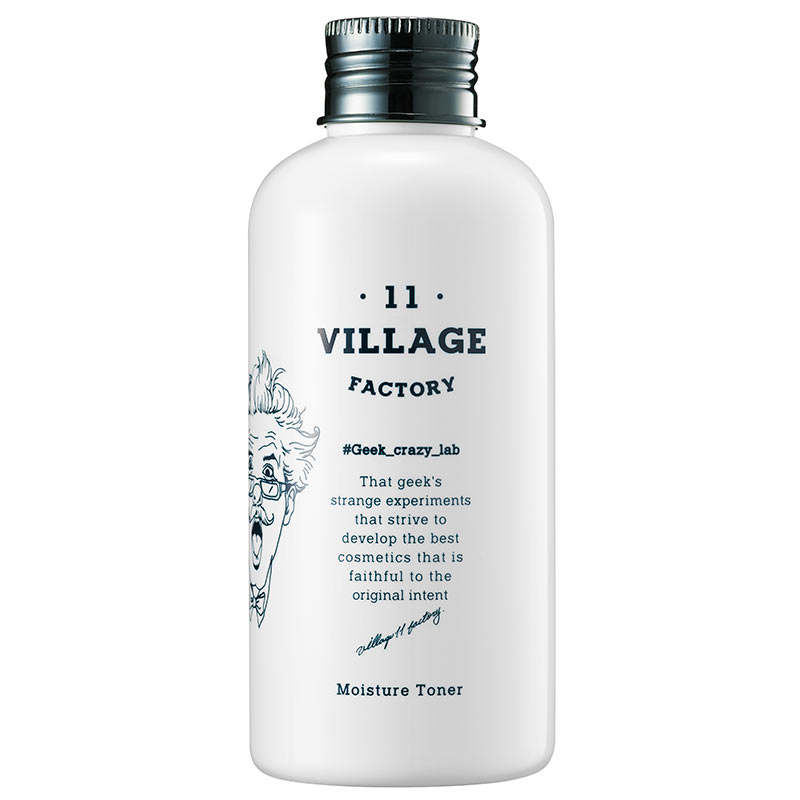 · 11 ·
VILLAGE
FACTORY
#Geek_crazy_lab
That geek's
strange experiments
that strive to
develop the best
cosmetics that is
faithful to the
original intent
village 11 factory.
Moisture Toner